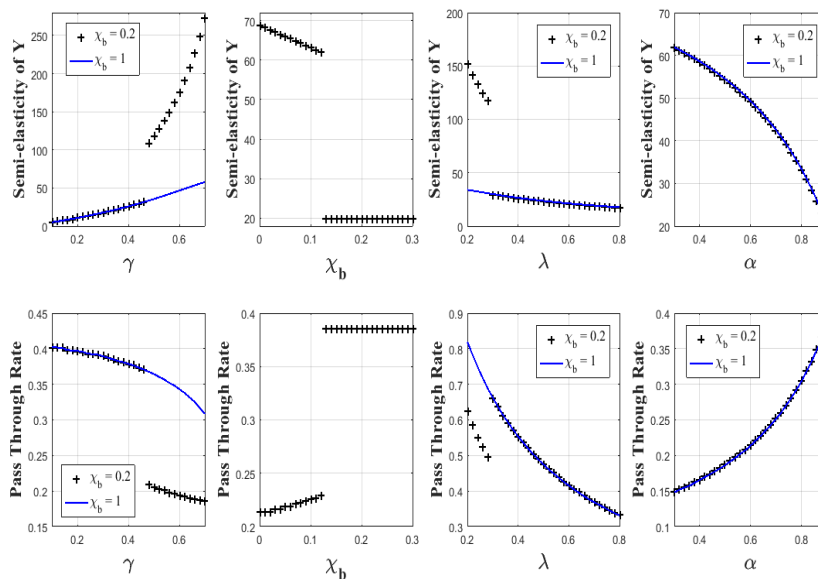 Semi-elasticity of Y
250
200
150
100
50
0
0.2
0.4
0.6
γ
χb = 0.2
χb = 1
Semi-elasticity of Y
70
60
50
40
30
20
0
0.1
0.2
0.3
χb
Semi-elasticity of Y
200
150
100
50
0
0.2
0.4
0.6
0.8
λ
χb = 0.2
χb = 1
Semi-elasticity of Y
70
60
50
40
30
20
0.4
0.6
0.8
α
χb = 0.2
χb = 1
Pass Through Rate
0.45
0.4
0.35
0.3
0.25
0.2
0.15
0.2
0.4
0.6
γ
χb = 0.2
χb = 1
Pass Through Rate
0.4
0.35
0.3
0.25
0.2
0
0.1
0.2
0.3
χb
Pass Through Rate
0.9
0.8
0.7
0.6
0.5
0.4
0.3
0.2
0.4
0.6
0.8
λ
χb = 0.2
χb = 1
Pass Through Rate
0.4
0.35
0.3
0.25
0.2
0.15
0.1
0.4
0.6
0.8
α
χb = 0.2
χb = 1